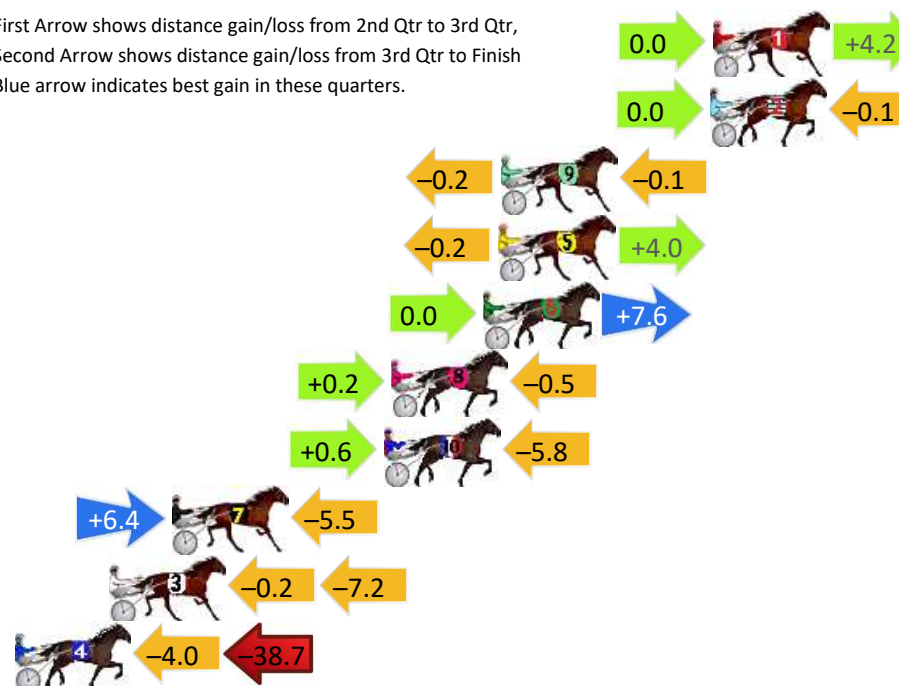 First Arrow shows distance gain/loss from 2nd Qtr to 3rd Qtr,
Second Arrow shows distance gain/loss from 3rd Qtr to Finish
Blue arrow indicates best gain in these quarters.
0.0 1 +4.2
0.0 2 –0.1
–0.2 9 –0.1
–0.2 5 +4.0
0.0 6 +7.6
+0.2 8 –0.5
+0.6 10 –5.8
+6.4 7 –5.5
3 –0.2 –7.2
4 –4.0 –38.7